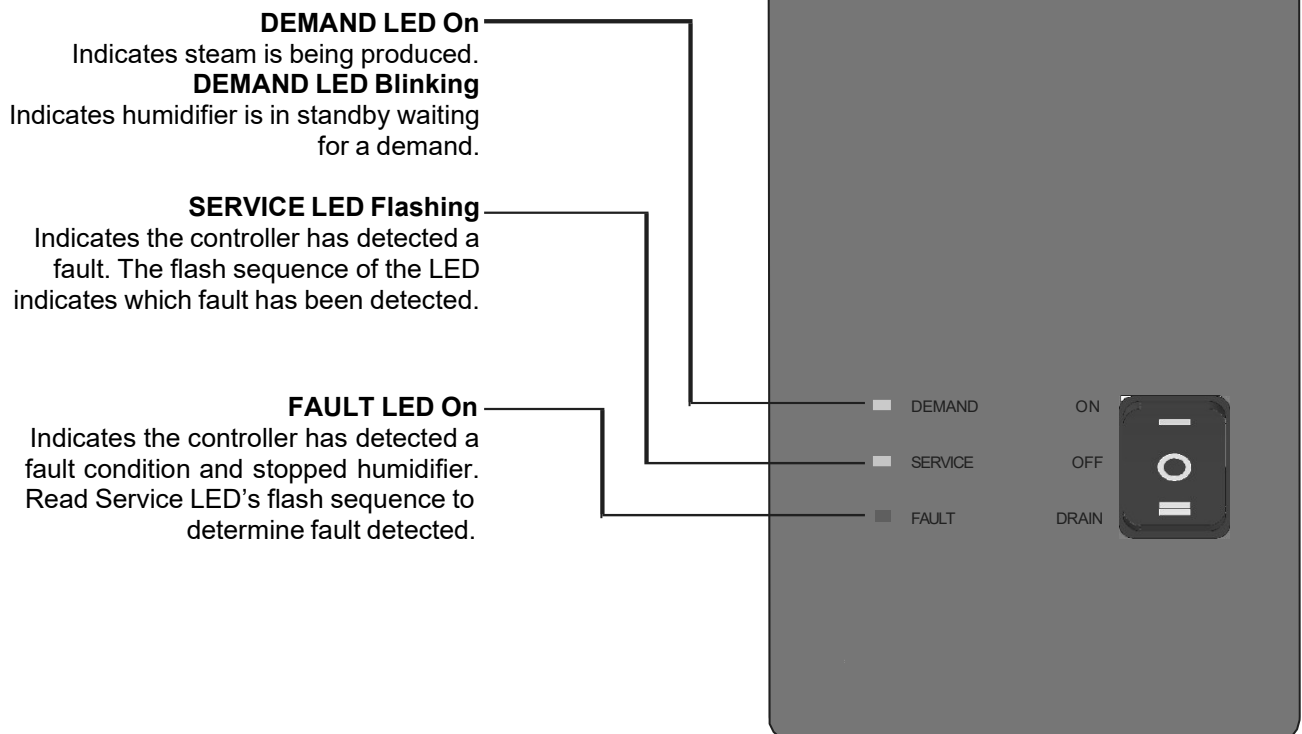 DEMAND LED On
Indicates steam is being produced.
DEMAND LED Blinking
Indicates humidifier is in standby waiting
for a demand.
SERVICE LED Flashing
Indicates the controller has detected a
fault. The flash sequence of the LED
indicates which fault has been detected.
FAULT LED On
Indicates the controller has detected a
fault condition and stopped humidifier.
Read Service LED’s flash sequence to
determine fault detected.
DEMAND ON
SERVICE OFF
FAULT DRAIN